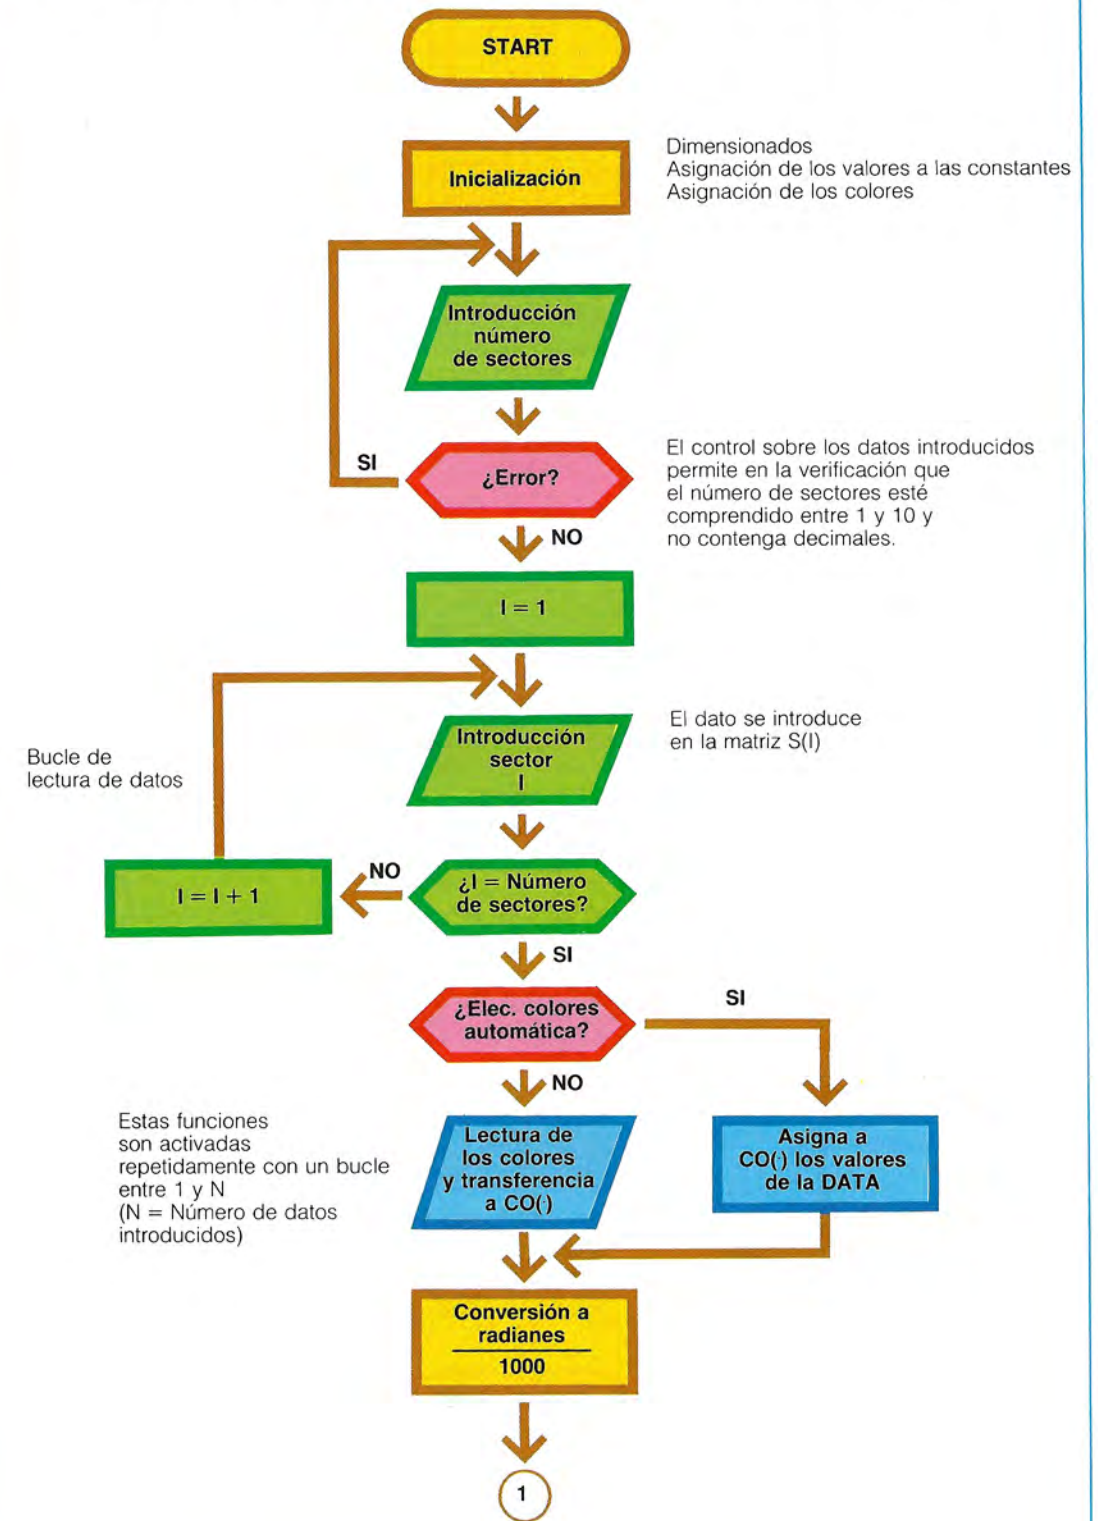 START
Inicialización
Dimensionados
Asignación de los valores a las constantes
Asignación de los colores
Introducción
número
de sectores
SI
¿Error?
El control sobre los datos introducidos
permite en la verificación que
el número de sectores esté
comprendido entre 1 y 10 y
no contenga decimales.
NO
I = 1
Introducción
sector
I
El dato se introduce
en la matriz S(I)
Bucle de
lectura de datos
I = I + 1
NO
¿I = Número
de sectores?
SI
¿Elec. colores
automática?
SI
NO
Estas funciones
son activadas
repetidamente con un bucle
entre 1 y N
(N = Número de datos
introducidos)
Lectura de
los colores
y transferencia
a CO(·)
Asigna a
CO(·) los valores
de la DATA
Conversión a
radianes
1000
1